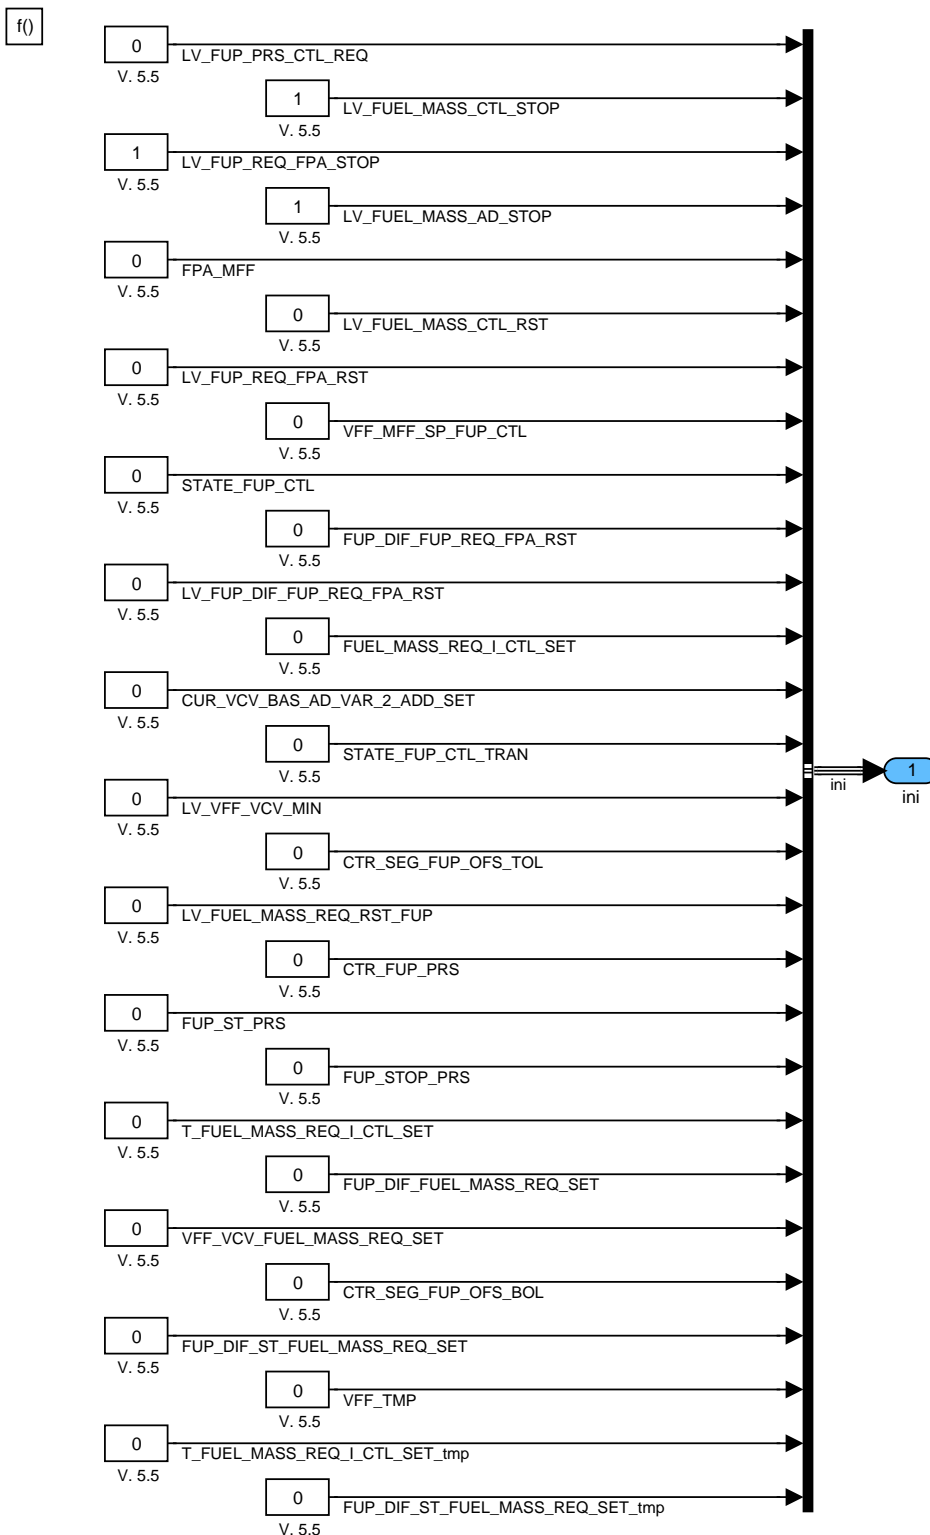 f()
0
LV_FUP_PRS_CTL_REQ
V. 5.5
1
LV_FUEL_MASS_CTL_STOP
V. 5.5
1
LV_FUP_REQ_FPA_STOP
V. 5.5
1
LV_FUEL_MASS_AD_STOP
V. 5.5
0
FPA_MFF
V. 5.5
0
LV_FUEL_MASS_CTL_RST
V. 5.5
0
LV_FUP_REQ_FPA_RST
V. 5.5
0
VFF_MFF_SP_FUP_CTL
V. 5.5
0
STATE_FUP_CTL
V. 5.5
0
FUP_DIF_FUP_REQ_FPA_RST
V. 5.5
0
LV_FUP_DIF_FUP_REQ_FPA_RST
V. 5.5
0
FUEL_MASS_REQ_I_CTL_SET
V. 5.5
0
CUR_VCV_BAS_AD_VAR_2_ADD_SET
V. 5.5
0
STATE_FUP_CTL_TRAN
V. 5.5
ini
1
ini
0
LV_VFF_VCV_MIN
V. 5.5
0
CTR_SEG_FUP_OFS_TOL
V. 5.5
0
LV_FUEL_MASS_REQ_RST_FUP
V. 5.5
0
CTR_FUP_PRS
V. 5.5
0
FUP_ST_PRS
V. 5.5
0
FUP_STOP_PRS
V. 5.5
0
T_FUEL_MASS_REQ_I_CTL_SET
V. 5.5
0
FUP_DIF_FUEL_MASS_REQ_SET
V. 5.5
0
VFF_VCV_FUEL_MASS_REQ_SET
V. 5.5
0
CTR_SEG_FUP_OFS_BOL
V. 5.5
0
FUP_DIF_ST_FUEL_MASS_REQ_SET
V. 5.5
0
VFF_TMP
V. 5.5
0
T_FUEL_MASS_REQ_I_CTL_SET_tmp
V. 5.5
0
FUP_DIF_ST_FUEL_MASS_REQ_SET_tmp
V. 5.5